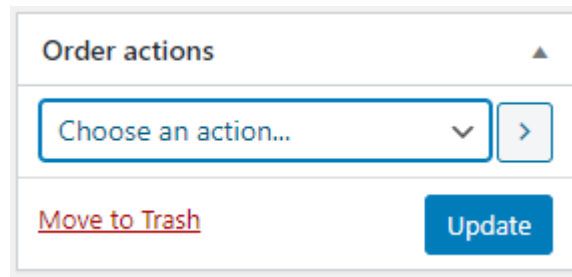 Order actions
Choose an action...
Move to Trash
Update